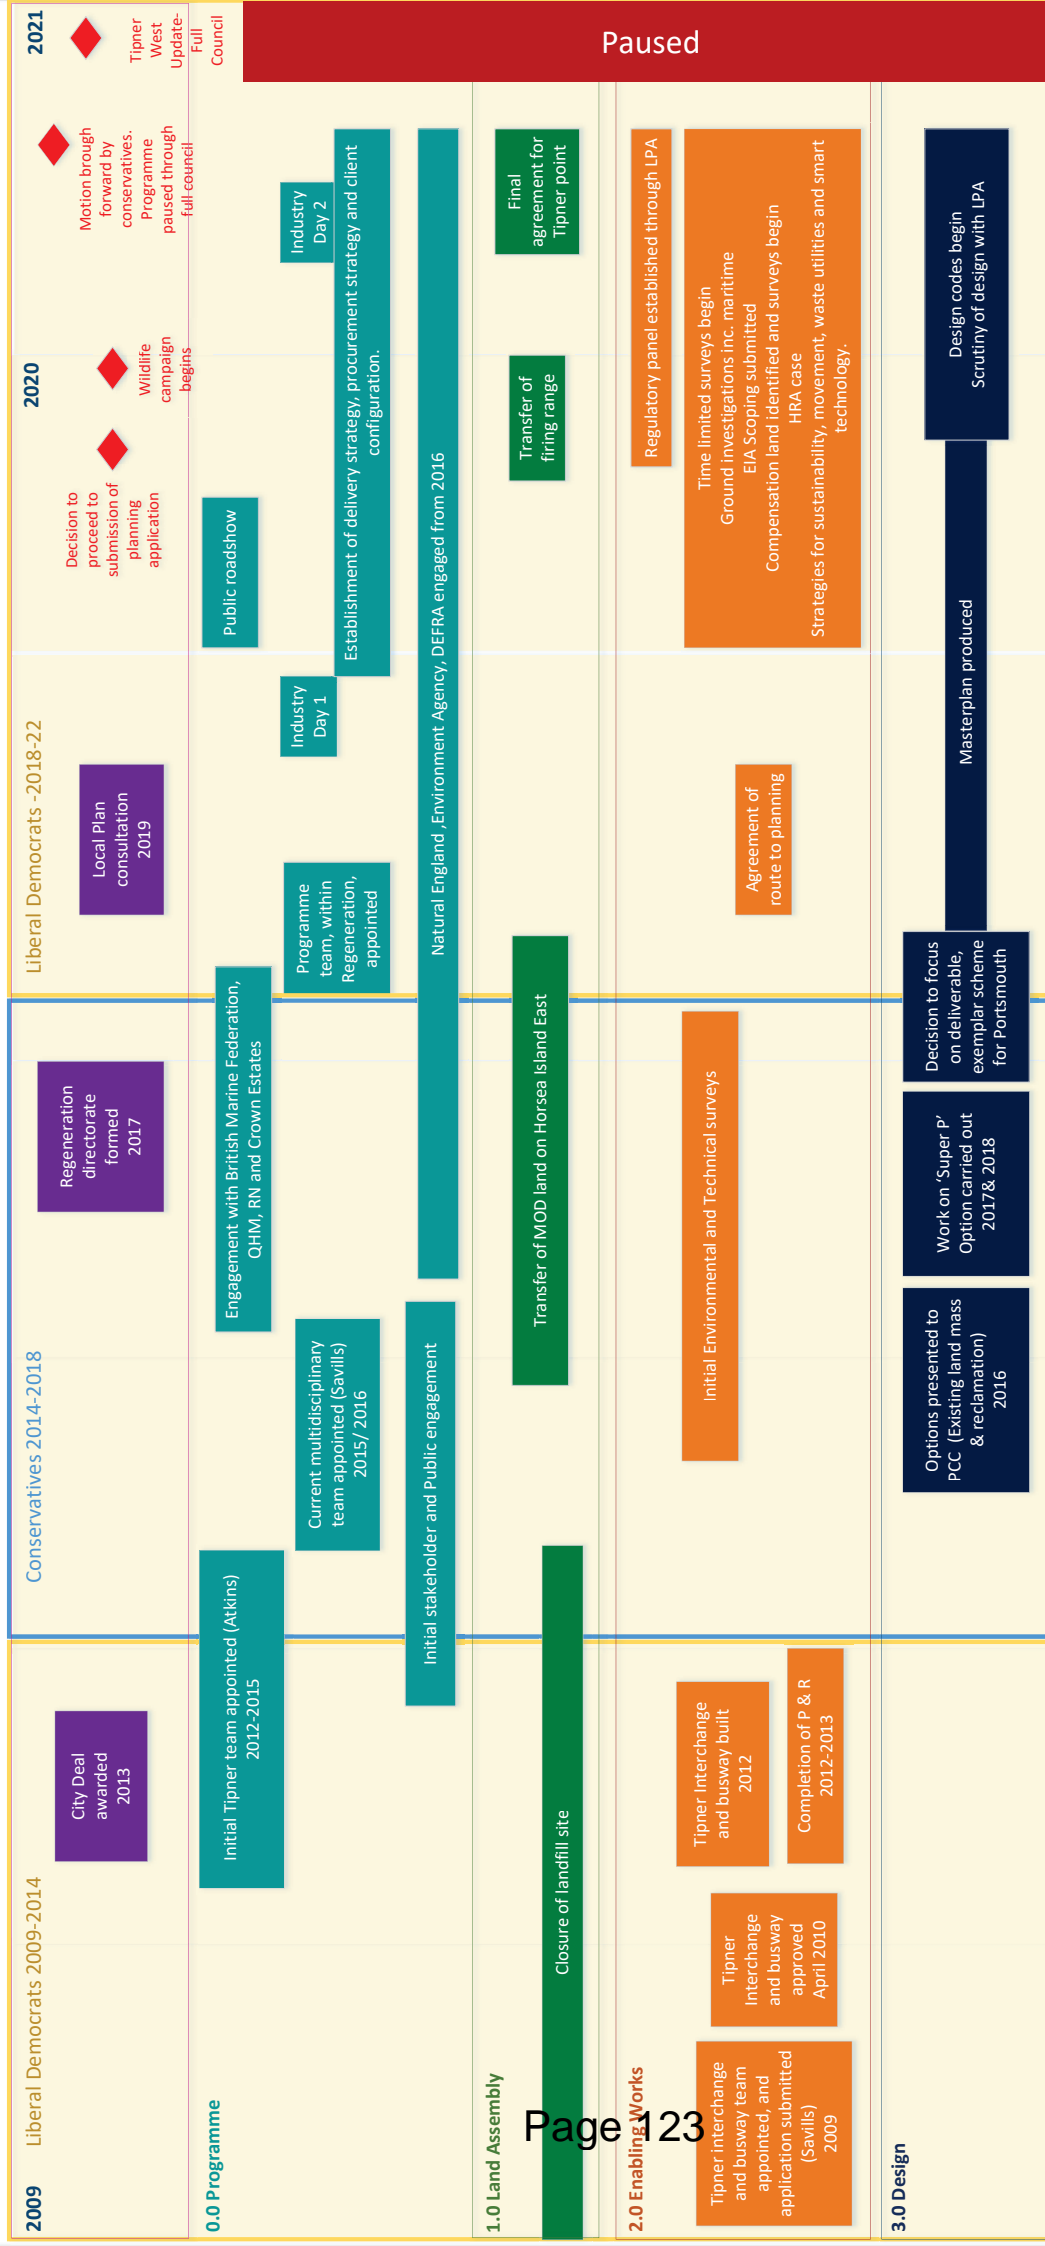 2009
2020
2021
Liberal Democrats 2009-2014
Conservatives 2014-2018
Liberal Democrats -2018-22
City Deal
awarded
2013
Regeneration
directorate
formed
2017
Local Plan
consultation
2019
Decision to
proceed to
submission of
planning
application
Wildlife
campaign
begins
Motion brough
forward by
conservatives.
Programme
paused through
full council
Tipner
West
Update-
Full
Council
0.0 Programme
Initial Tipner team appointed (Atkins)
2012-2015
Current multidisciplinary
team appointed (Savills)
2015/ 2016
Initial stakeholder and Public engagement
Engagement with British Marine Federation,
QHM, RN and Crown Estates
Programme
team, within
Regeneration,
appointed
Industry
Day 1
Public roadshow
Industry
Day 2
Establishment of delivery strategy, procurement strategy and client
configuration.
Natural England ,Environment Agency, DEFRA engaged from 2016
1.0 Land Assembly
Closure of landfill site
Transfer of MOD land on Horsea Island East
Transfer of
firing range
Final
agreement for
Tipner point
2.0 Enabling Works
Tipner interchange
and busway team
appointed, and
application submitted
(Savills)
2009
Tipner
Interchange
and busway
approved
April 2010
Tipner Interchange
and busway built
2012
Completion of P & R
2012-2013
Initial Environmental and Technical surveys
Agreement of
route to planning
Regulatory panel established through LPA
Time limited surveys begin
Ground investigations inc. maritime
EIA Scoping submitted
Compensation land identified and surveys begin
HRA case
Strategies for sustainability, movement, waste utilities and smart
technology.
3.0 Design
Options presented to
PCC (Existing land mass
& reclamation)
2016
Work on ‘Super P’
Option carried out
2017& 2018
Decision to focus
on deliverable,
exemplar scheme
for Portsmouth
Masterplan produced
Design codes begin
Scrutiny of design with LPA
Paused
Page 123